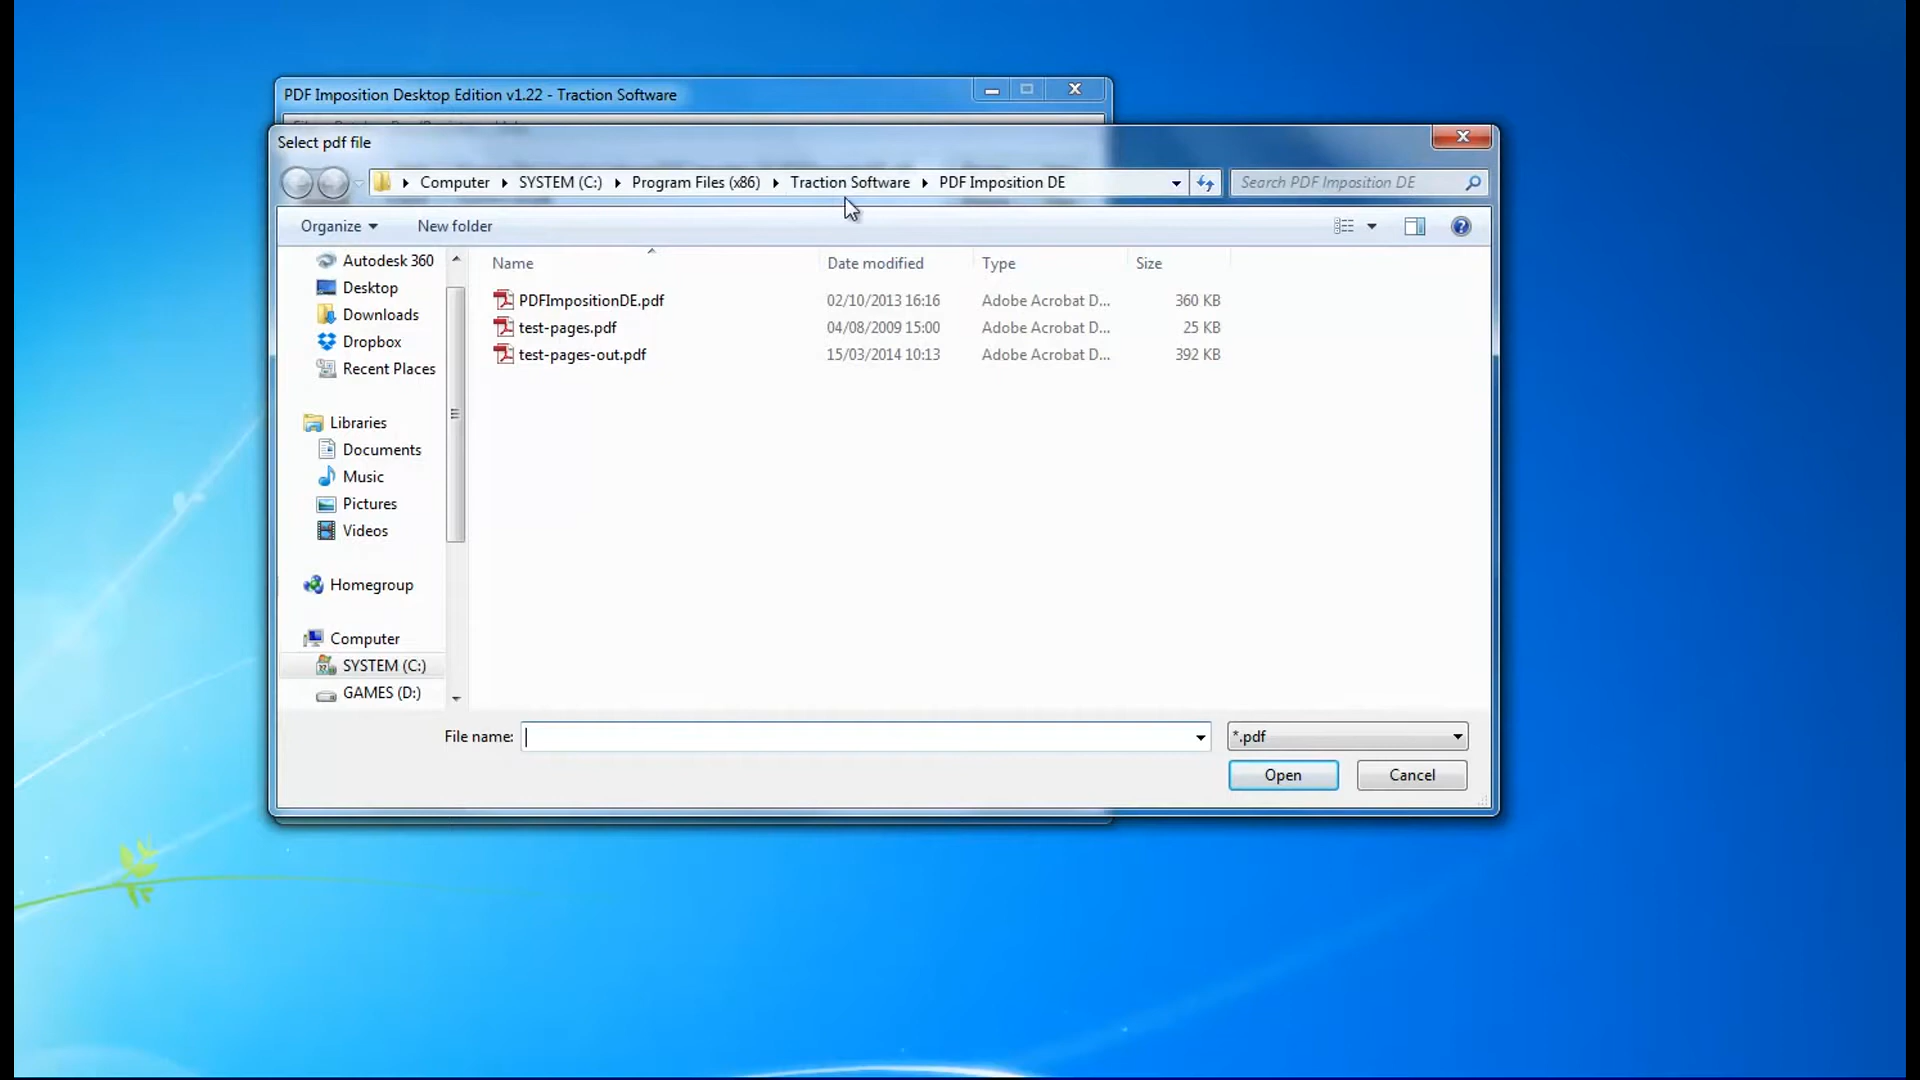 PDF Imposition Desktop Edition v1.22 - Traction Software
Select pdf file
Computer SYSTEM (C:) Program Files (x86) Traction Software PDF Imposition DE Search PDF Imposition DE
Organize New folder
Name Date modified Type Size
PDFImpositionDE.pdf 02/10/2013 16:16 Adobe Acrobat D... 360 KB
test-pages.pdf 04/08/2009 15:00 Adobe Acrobat D... 25 KB
test-pages-out.pdf 15/03/2014 10:13 Adobe Acrobat D... 392 KB
Autodesk 360
Desktop
Downloads
Dropbox
Recent Places
Libraries
Documents
Music
Pictures
Videos
Homegroup
Computer
SYSTEM (C:)
GAMES (D:)
File name: *.pdf
Open Cancel